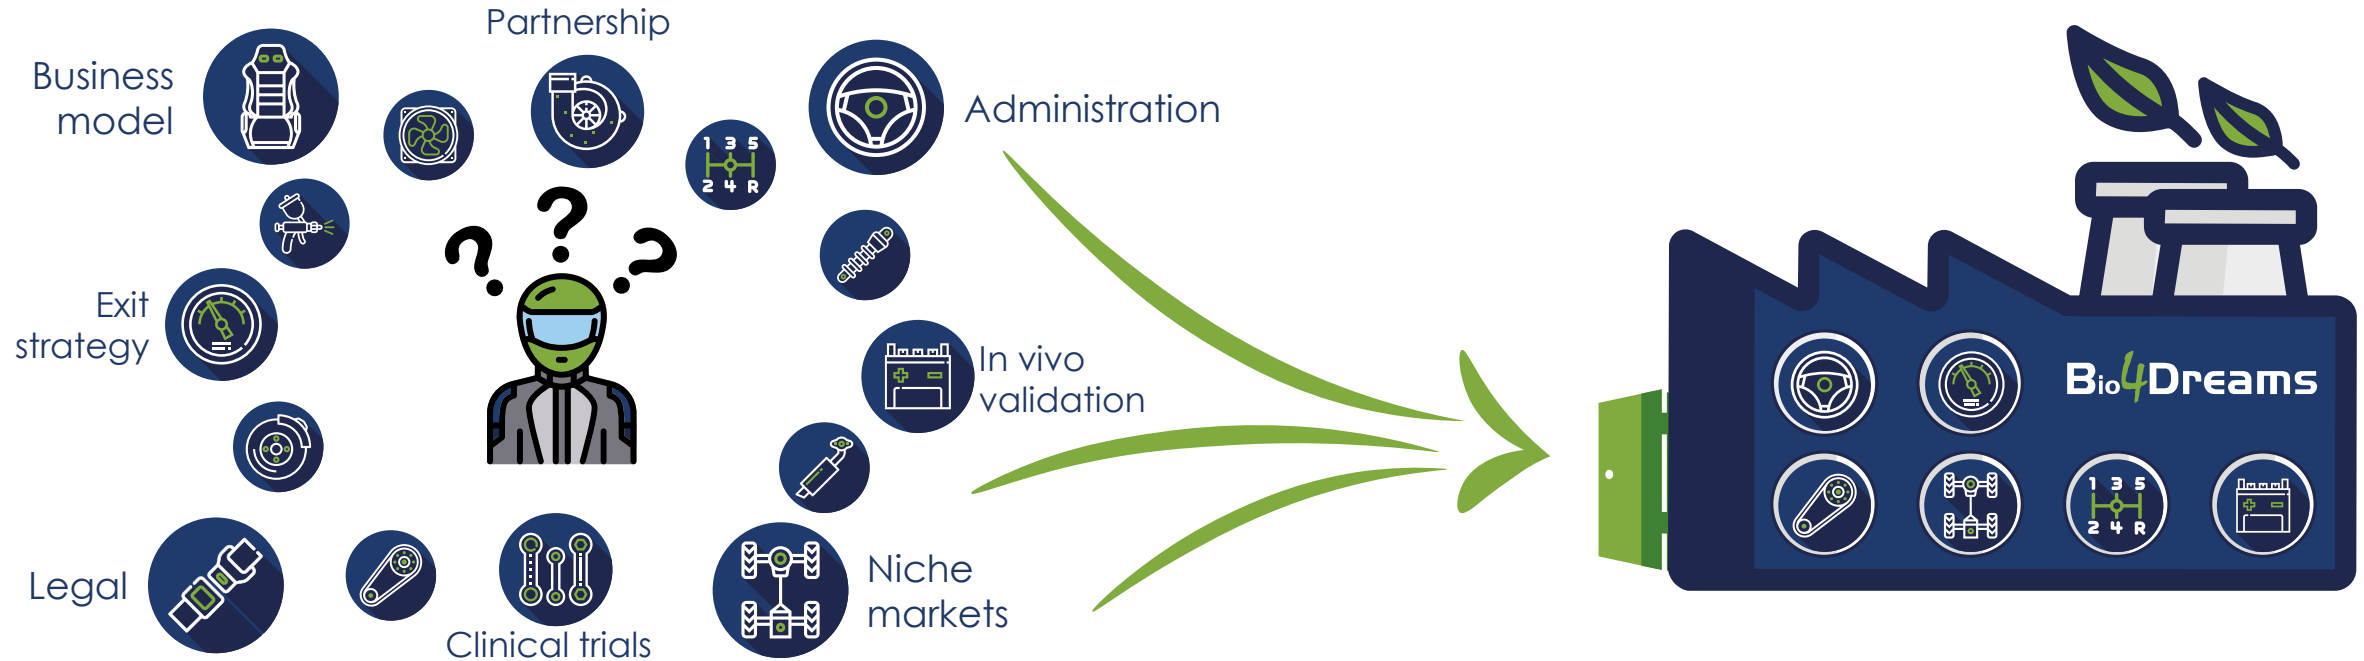 Partnership
Business
model
Administration
1 3 5
2 4 R
?
?
?
Exit
strategy
In vivo
validation
Bio4Dreams
1 3 5
2 4 R
Legal
Niche
markets
Clinical trials